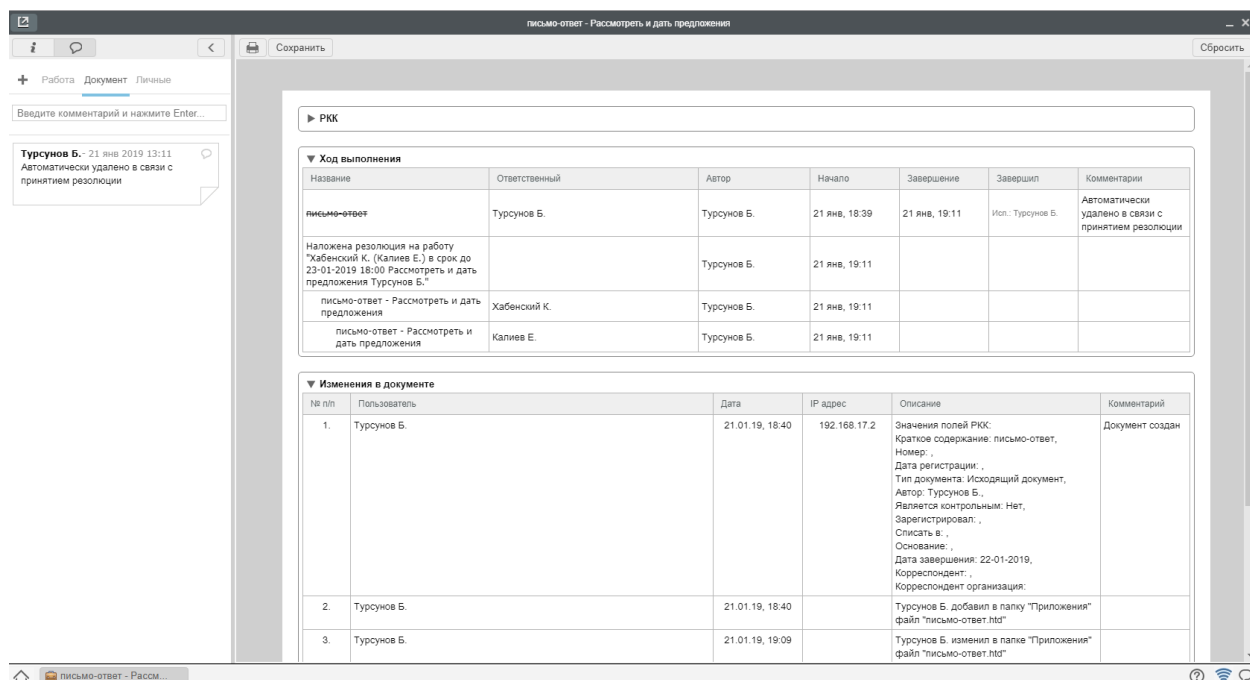 письмо-ответ - Рассмотреть и дать предложения
Сохранить
Сбросить
Работа Документ Личные
Введите комментарий и нажмите Enter...
Турсунов Б. - 21 янв 2019 13:11
Автоматически удалено в связи с
принятием резолюции
РКК
Ход выполнения
Название Ответственный Автор Начало Завершение Завершил Комментарии
письмо-ответ Турсунов Б. Турсунов Б. 21 янв, 18:39 21 янв, 19:11 Исп.: Турсунов Б. Автоматически
удалено в связи с
принятием резолюции
Наложена резолюция на работу
"Хабенский К. (Калиев Е.) в срок до
23-01-2019 18:00 Рассмотреть и дать
предложения Турсунов Б."
Турсунов Б. 21 янв, 19:11
письмо-ответ - Рассмотреть и дать
предложения
Хабенский К. Турсунов Б. 21 янв, 19:11
письмо-ответ - Рассмотреть и
дать предложения
Калиев Е. Турсунов Б. 21 янв, 19:11
Изменения в документе
№ п/п Пользователь Дата IP адрес Описание Комментарий
1. Турсунов Б. 21.01.19, 18:40 192.168.17.2 Значения полей РКК: Документ создан
Краткое содержание: письмо-ответ,
Номер: ,
Дата регистрации: ,
Тип документа: Исходящий документ,
Автор: Турсунов Б.,
Является контрольным: Нет,
Зарегистрировал: ,
Списать в: ,
Основание: ,
Дата завершения: 22-01-2019,
Корреспондент: ,
Корреспондент организация:
2. Турсунов Б. 21.01.19, 18:40 Турсунов Б. добавил в папку "Приложения"
файл "письмо-ответ.htd"
3. Турсунов Б. 21.01.19, 19:09 Турсунов Б. изменил в папке "Приложения"
файл "письмо-ответ.htd"
письмо-ответ - Рассм...